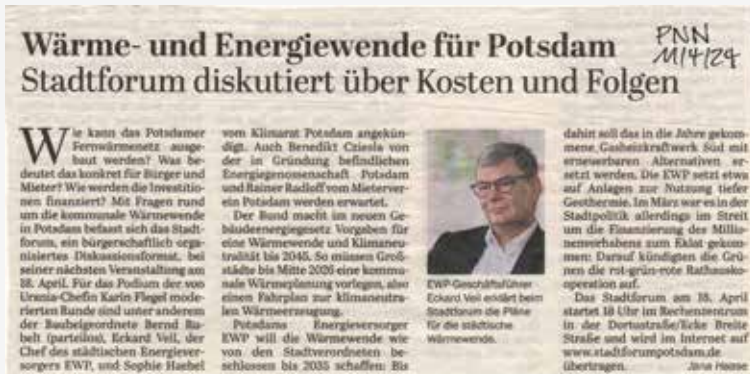 Wärme- und Energiewende für Potsdam
Stadtforum diskutiert über Kosten und Folgen
PNN
11/4/24
Wie kann das Potsdamer
Fernwärmenetz ausge-
baut werden? Was be-
deutet das konkret für Bürger und
Mieter? Wie werden die Investitio-
nen finanziert? Mit Fragen rund
um die kommunale Wärmewende
in Potsdam befasst sich das Stadt-
forum, ein bürgerschaftlich orga-
nisiertes Diskussionsformat, bei
seiner nächsten Veranstaltung am
18. April. Für das Podium der von
Urania-Chefin Karin Flegel mode-
rierten Runde sind unter anderem
der Baubeigeordnete Bernd Ru-
belt (parteilos), Eckard Veil, der
Chef des städtischen Energiever-
sorgers EWP, und Sophie Haebel
vom Klimarat Potsdam angekün-
digt. Auch Benedikt Cziesla von
der in Gründung befindlichen
Energiegenossenschaft Potsdam
und Rainer Radloff vom Mieterver-
ein Potsdam werden erwartet.
Der Bund macht im neuen Ge-
bäudeenergiegesetz Vorgaben für
eine Wärmewende und Klimaneu-
tralität bis 2045. So müssen Groß-
städte bis Mitte 2026 eine kommu-
nale Wärmeplanung vorlegen, also
einen Fahrplan zur klimaneutra-
len Wärmeerzeugung.
Potsdams Energieversorger
EWP will die Wärmewende wie
von den Stadtverordneten be-
schlossen bis 2035 schaffen: Bis
EWP-Geschäftsführer
Eckard Veil erklärt beim
Stadtforum die Pläne
für die städtische
Wärmewende.
dahin soll das in die Jahre gekom-
mene Gasheizkraftwerk Süd mit
erneuerbaren Alternativen er-
setzt werden. Die EWP setzt etwa
auf Anlagen zur Nutzung tiefer
Geothermie. Im März war es in der
Stadtpolitik allerdings im Streit
um die Finanzierung des Millio-
nenvorhabens zum Eklat gekom-
men: Darauf kündigten die Grü-
nen die rot-grün-rote Rathausko-
operation auf.
Das Stadtforum am 18. April
startet 18 Uhr im Rechenzentrum
in der Dortustraße/Ecke Breite
Straße und wird im Internet auf
www.stadtforumpotsdam.de
übertragen. Jana Haase